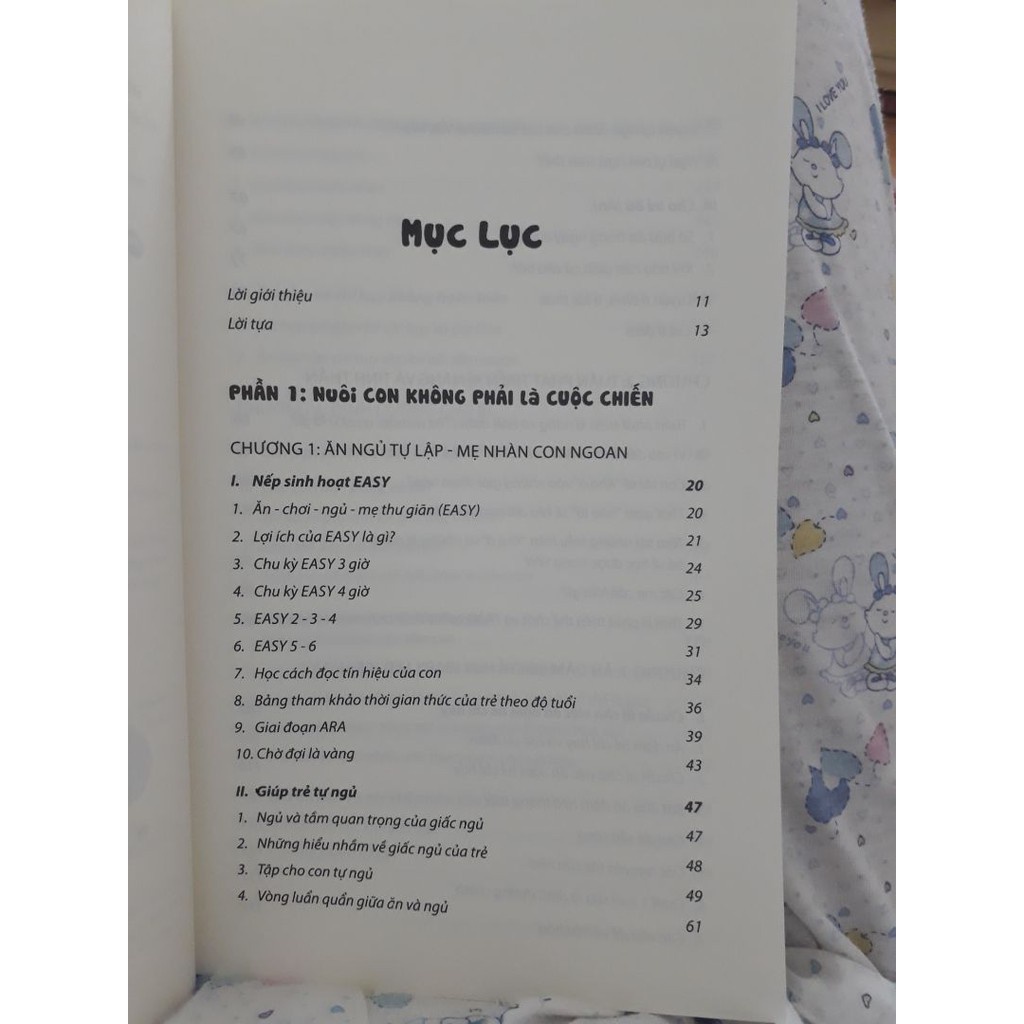 Mục Lục
Lời giới thiệu 11
Lời tựa 13
PHẦN 1: Nuôi CON KHÔNG PHẢI Là CUỘC CHIẾN
CHƯƠNG 1: ĂN NGỦ TỰ LẬP - MẸ NHÀN CON NGOAN
I. Nếp sinh hoạt EASY 20
1. Ăn - chơi - ngủ - mẹ thư giãn (EASY) 20
2. Lợi ích của EASY là gì? 21
3. Chu kỳ EASY 3 giờ 24
4. Chu kỳ EASY 4 giờ 25
5. EASY 2 - 3 - 4 29
6. EASY 5 - 6 31
7. Học cách đọc tín hiệu của con 34
8. Bảng tham khảo thời gian thức của trẻ theo độ tuổi 36
9. Giai đoạn ARA 39
10. Chờ đợi là vàng 43
II. Giúp trẻ tự ngủ 47
1. Ngủ và tầm quan trọng của giấc ngủ 47
2. Những hiểu nhầm về giấc ngủ của trẻ 48
3. Tập cho con tự ngủ 49
4. Vòng luẩn quẩn giữa ăn và ngủ 61
I LOVE YOU